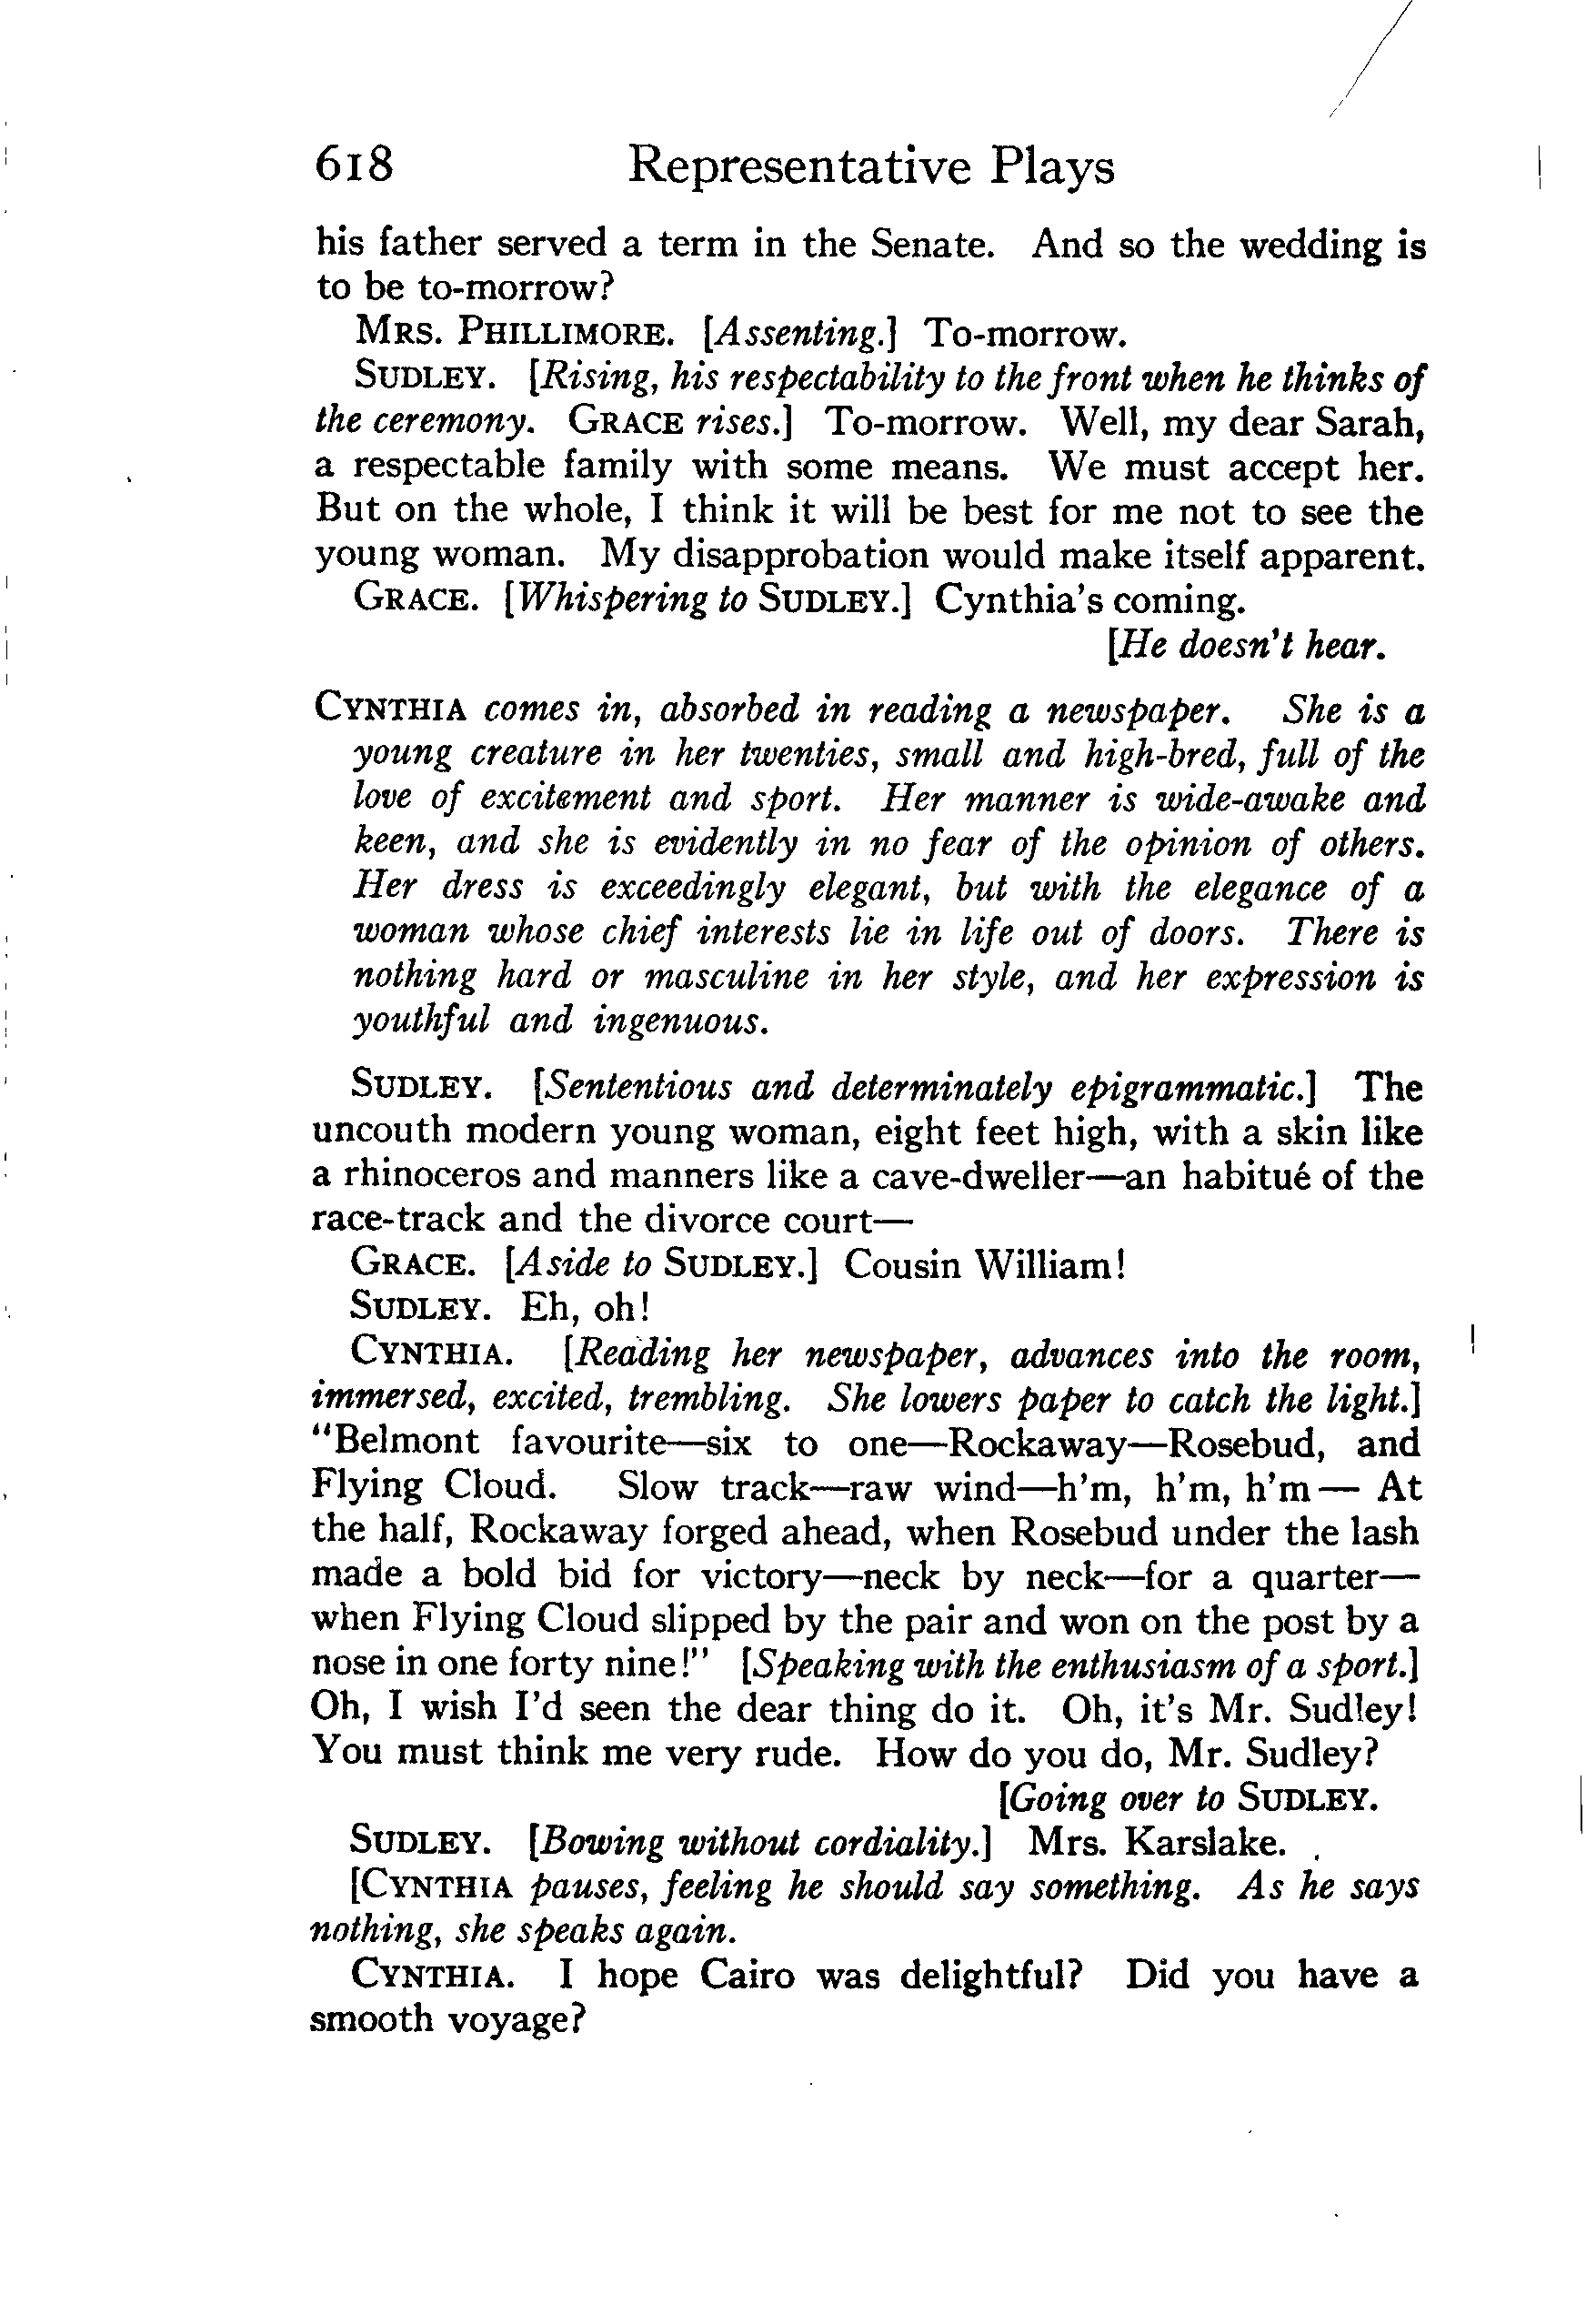 618 Representative Plays
his father served a term in the Senate. And so the wedding is
to be to-morrow?
MRS. PHILLIMORE. [Assenting.] To-morrow.
SUDLEY. [Rising, his respectability to the front when he thinks of
the ceremony. GRACE rises.] To-morrow. Well, my dear Sarah,
a respectable family with some means. We must accept her.
But on the whole, I think it will be best for me not to see the
young woman. My disapprobation would make itself apparent.
GRACE. [Whispering to SUDLEY.] Cynthia's coming.
[He doesn't hear.
CYNTHIA comes in, absorbed in reading a newspaper. She is a
young creature in her twenties, small and high-bred, full of the
love of excitement and sport. Her manner is wide-awake and
keen, and she is evidently in no fear of the opinion of others.
Her dress is exceedingly elegant, but with the elegance of a
woman whose chief interests lie in life out of doors. There is
nothing hard or masculine in her style, and her expression is
youthful and ingenuous.
SUDLEY. [Sententious and determinately epigrammatic.] The
uncouth modern young woman, eight feet high, with a skin like
a rhinoceros and manners like a cave-dweller—an habitué of the
race-track and the divorce court—
GRACE. [Aside to SUDLEY.] Cousin William!
SUDLEY. Eh, oh!
CYNTHIA. [Reading her newspaper, advances into the room,
immersed, excited, trembling. She lowers paper to catch the light.]
"Belmont favourite—six to one—Rockaway—Rosebud, and
Flying Cloud. Slow track—raw wind—h'm, h'm, h'm— At
the half, Rockaway forged ahead, when Rosebud under the lash
made a bold bid for victory—neck by neck—for a quarter—
when Flying Cloud slipped by the pair and won on the post by a
nose in one forty nine!" [Speaking with the enthusiasm of a sport.]
Oh, I wish I'd seen the dear thing do it. Oh, it's Mr. Sudley!
You must think me very rude. How do you do, Mr. Sudley?
[Going over to SUDLEY.
SUDLEY. [Bowing without cordiality.] Mrs. Karslake.
[CYNTHIA pauses, feeling he should say something. As he says
nothing, she speaks again.
CYNTHIA. I hope Cairo was delightful? Did you have a
smooth voyage?